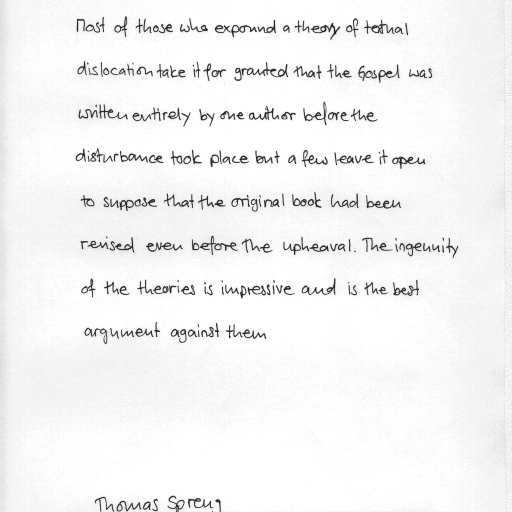 Most of those who expound a theory of textual
dislocation take it for granted that the Gospel was
written entirely by one author before the
disturbance took place but a few leave it open
to suppose that the original book had been
revised even before the upheaval. The ingenuity
of the theories is impressive and is the best
argument against them
Thomas Spreng